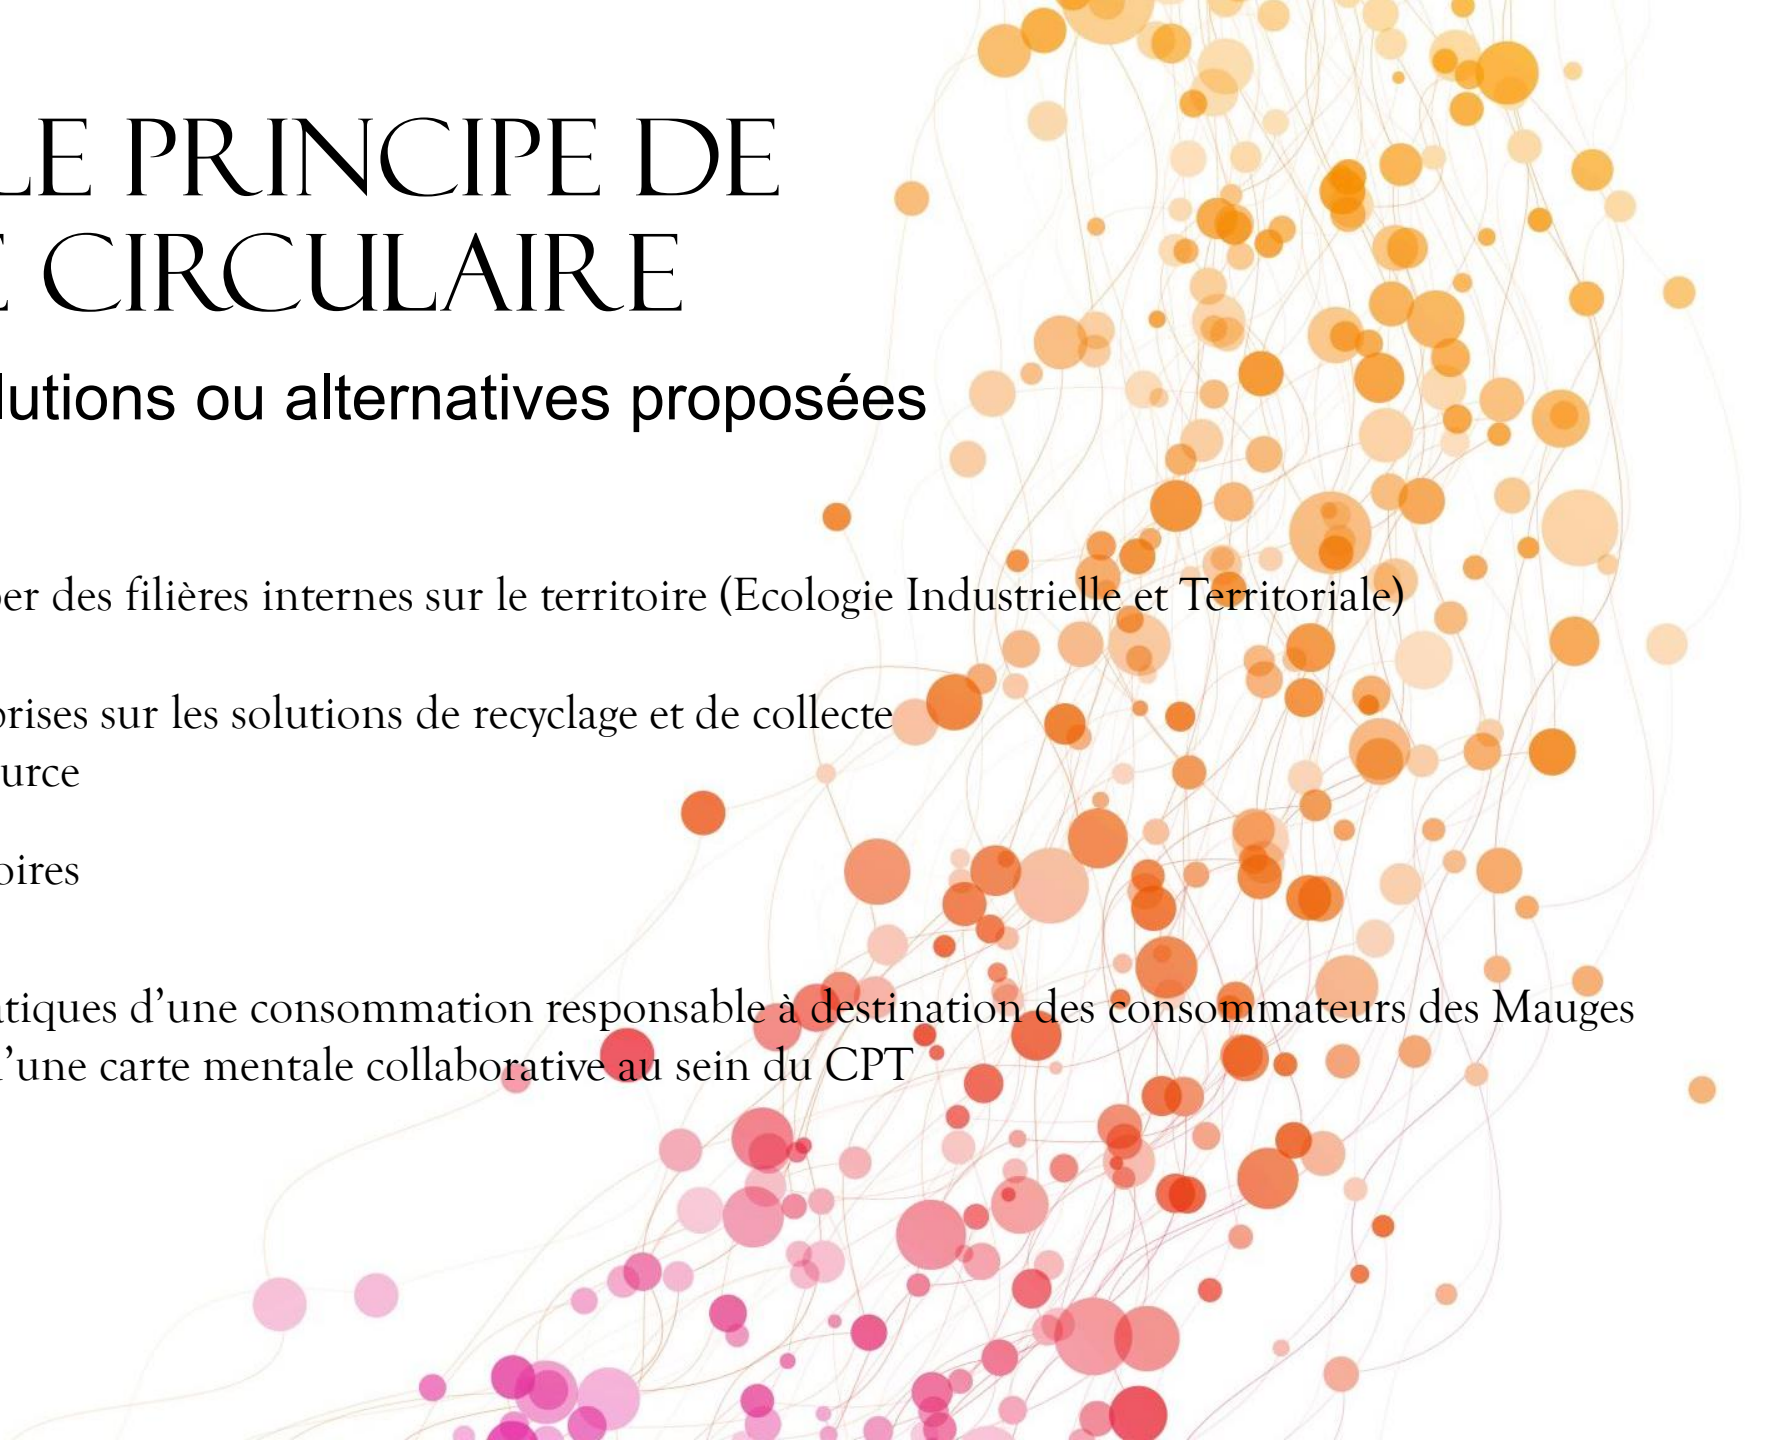 LE PRINCIPE DE
E CIRCULAIRE
lutions ou alternatives proposées
er des filières internes sur le territoire (Ecologie Industrielle et Territoriale)
prises sur les solutions de recyclage et de collecte
urce
oires
tiques d’une consommation responsable à destination des consommateurs des Mauges
’une carte mentale collaborative au sein du CPT